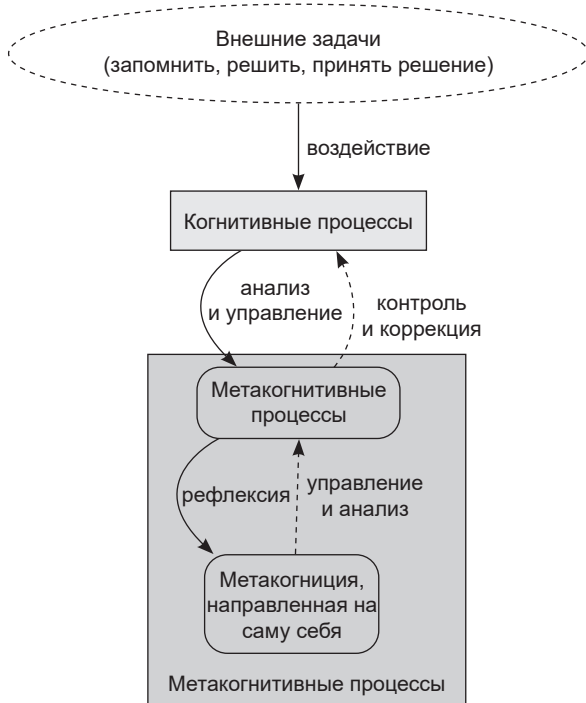 Внешние задачи
(запомнить, решить, принять решение)
воздействие
Когнитивные процессы
анализ
и управление
контроль
и коррекция
Метакогнитивные
процессы
рефлексия
управление
и анализ
Метакогниция,
направленная на
саму себя
Метакогнитивные процессы